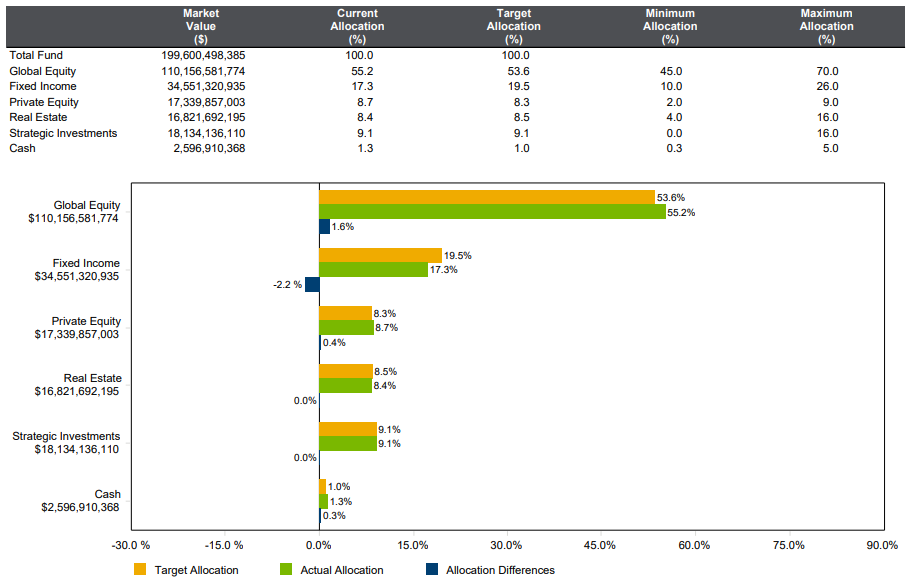 Market Value ($) Current Allocation (%) Target Allocation (%) Minimum Allocation (%) Maximum Allocation (%)
Total Fund 199,600,498,385 100.0 100.0
Global Equity 110,156,581,774 55.2 53.6 45.0 70.0
Fixed Income 34,551,320,935 17.3 19.5 10.0 26.0
Private Equity 17,339,857,003 8.7 8.3 2.0 9.0
Real Estate 16,821,692,195 8.4 8.5 4.0 16.0
Strategic Investments 18,134,136,110 9.1 9.1 0.0 16.0
Cash 2,596,910,368 1.3 1.0 0.3 5.0
Global Equity
$110,156,581,774
53.6%
55.2%
1.6%
Fixed Income
$34,551,320,935
19.5%
17.3%
-2.2 %
Private Equity
$17,339,857,003
8.3%
8.7%
0.4%
Real Estate
$16,821,692,195
8.5%
8.4%
0.0%
Strategic Investments
$18,134,136,110
9.1%
9.1%
0.0%
Cash
$2,596,910,368
1.0%
1.3%
0.3%
-30.0 % -15.0 % 0.0% 15.0% 30.0% 45.0% 60.0% 75.0% 90.0%
Target Allocation Actual Allocation Allocation Differences